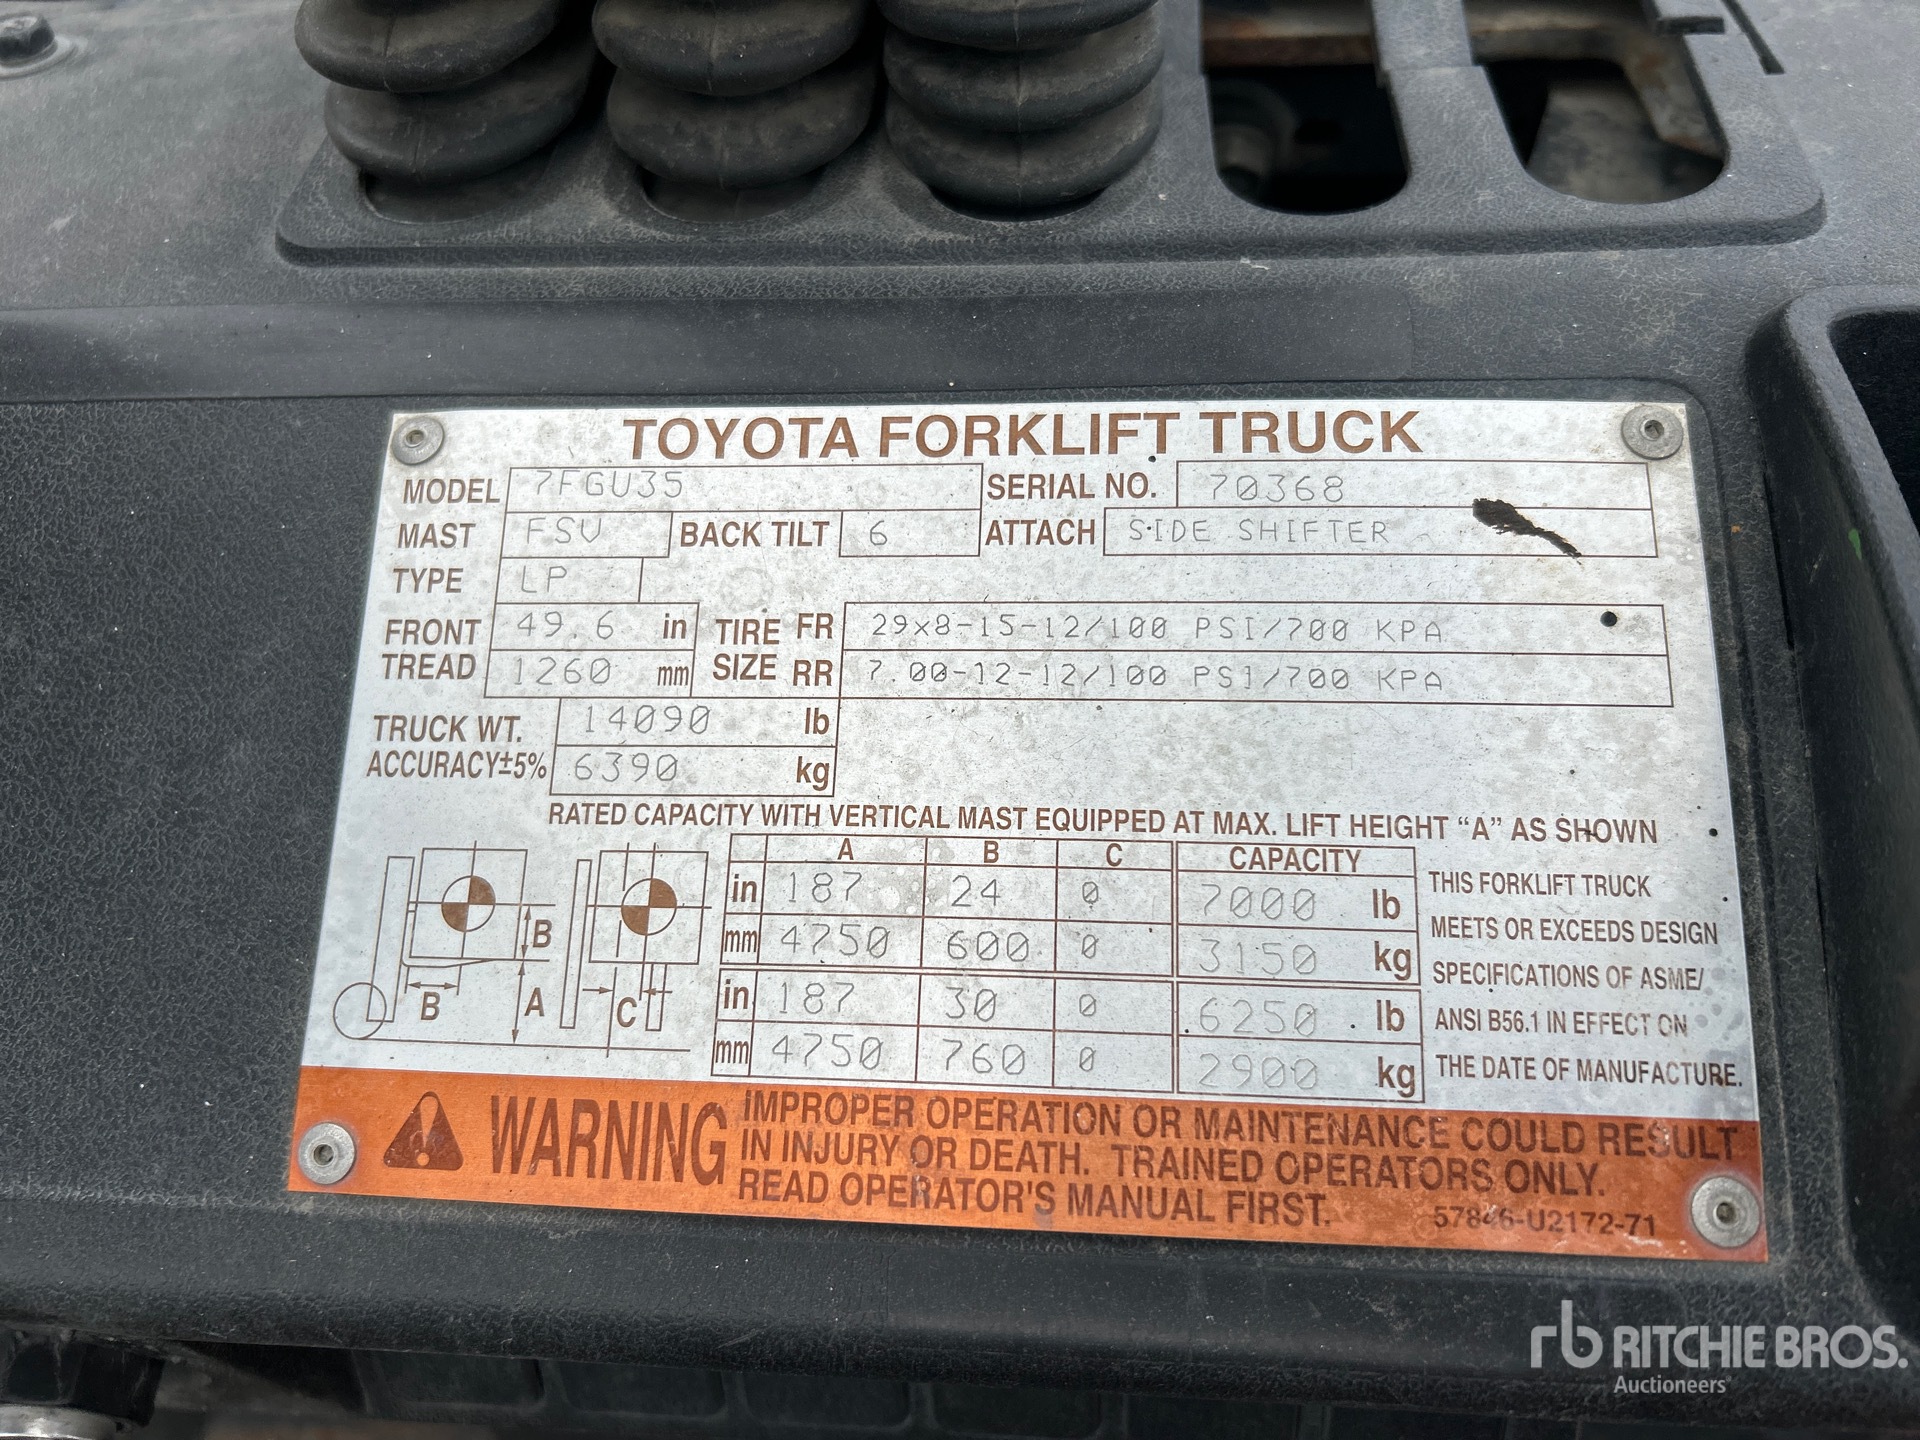 TOYOTA FORKLIFT TRUCK
MODEL 7FGU35 SERIAL NO. 70368
MAST FSV BACK TILT 6 ATTACH SIDE SHIFTER
TYPE LP
FRONT TREAD 49.6 in TIRE SIZE FR 29x8-15-12/100 PSI/700 KPA
1260 mm RR 7.00-12-12/100 PSI/700 KPA
TRUCK WT. 14090 lb
ACCURACY±5% 6390 kg
RATED CAPACITY WITH VERTICAL MAST EQUIPPED AT MAX. LIFT HEIGHT "A" AS SHOWN
A B C CAPACITY
in 187 24 0 7000 lb
mm 4750 600 0 3150 kg
in 187 30 0 6250 lb
mm 4750 760 0 2900 kg
B
B A C
THIS FORKLIFT TRUCK
MEETS OR EXCEEDS DESIGN
SPECIFICATIONS OF ASME/
ANSI B56.1 IN EFFECT ON
THE DATE OF MANUFACTURE.
WARNING
IMPROPER OPERATION OR MAINTENANCE COULD RESULT
IN INJURY OR DEATH. TRAINED OPERATORS ONLY.
READ OPERATOR'S MANUAL FIRST.
57846-U2172-71
rb RITCHIE BROS.
Auctioneers